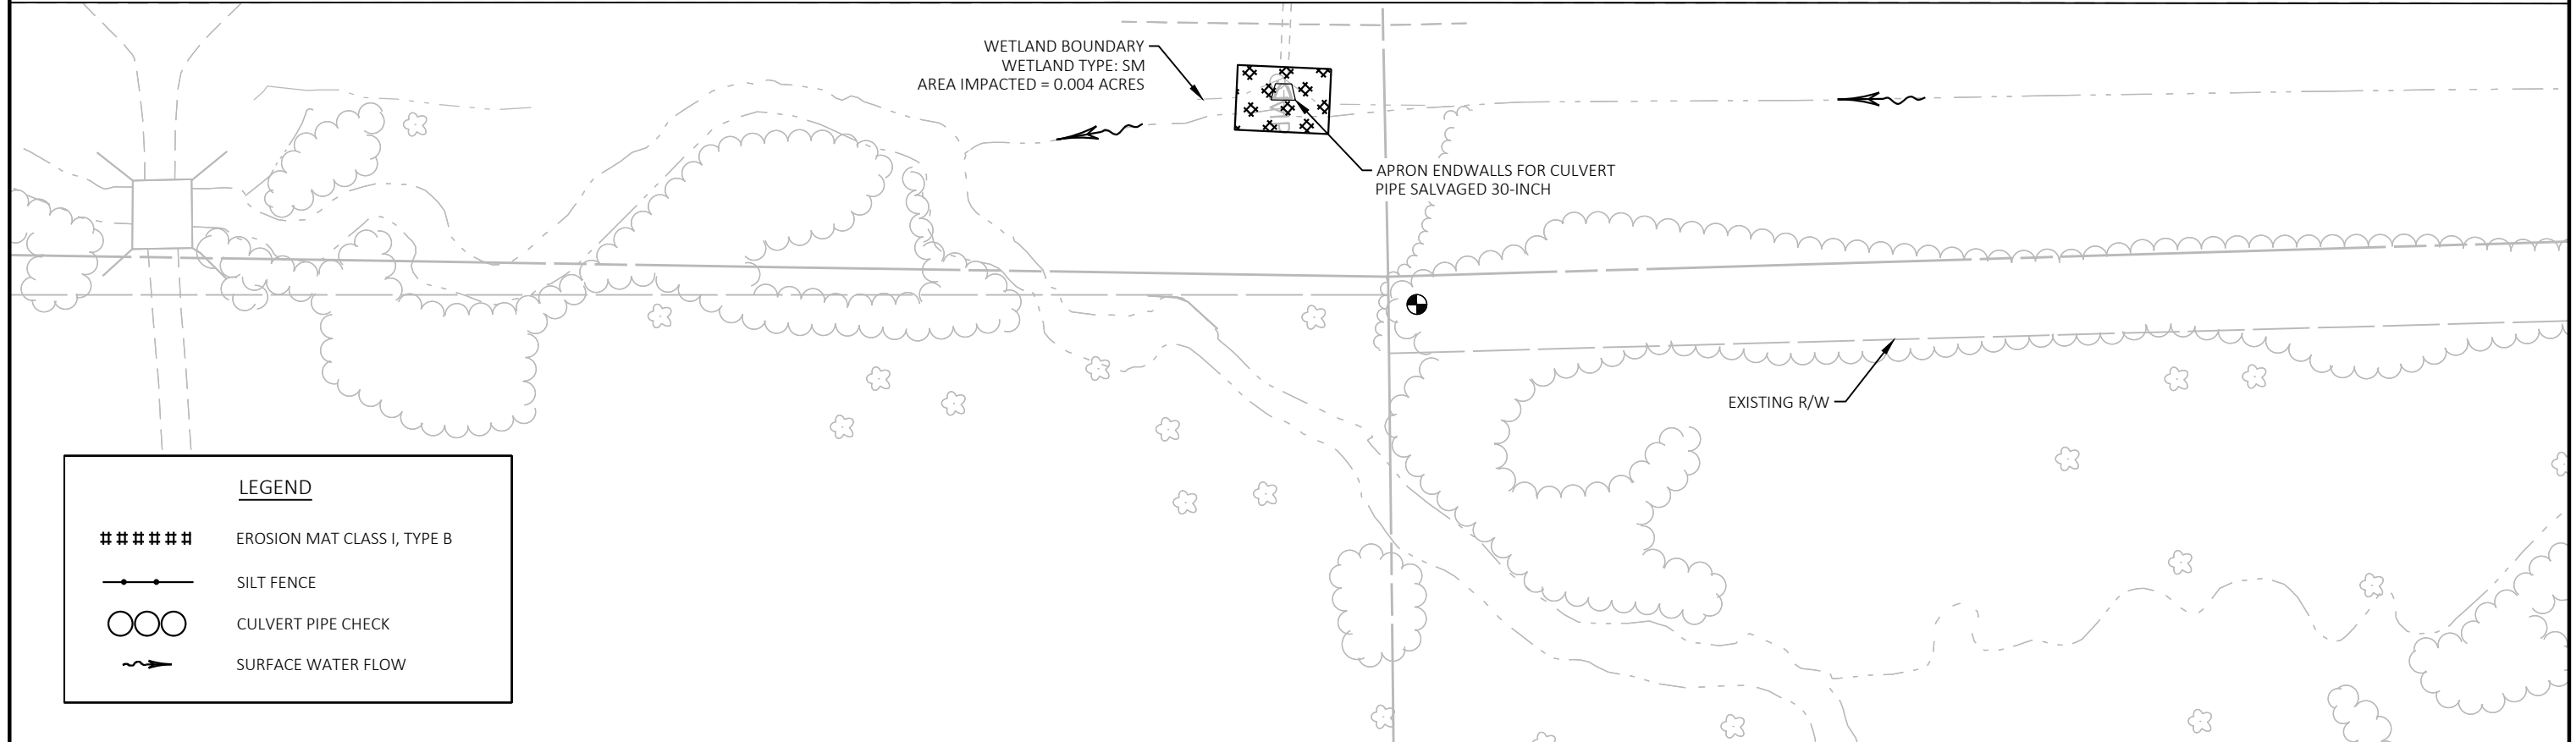 WETLAND BOUNDARY
WETLAND TYPE: SM
AREA IMPACTED = 0.004 ACRES
APRON ENDWALLS FOR CULVERT
PIPE SALVAGED 30-INCH
EXISTING R/W
LEGEND
EROSION MAT CLASS I, TYPE B
SILT FENCE
CULVERT PIPE CHECK
SURFACE WATER FLOW